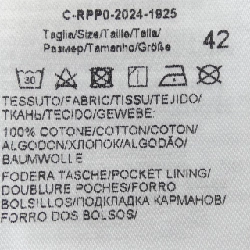 C-RPP0-2024-1925
Taglia/Size/Taille/Talla/
Размер/Tamanho/Größe 42
30
TESSUTO/FABRIC/TISSU/TEJIDO/
ТКАНЬ/TECIDO/GEWEBE:
100% COTONE/COTTON/COTON/
ALGODON/ХЛОПОК/ALGODÃO/
BAUMWOLLE
FODERA TASCHE/POCKET LINING/
DOUBLURE POCHES/FORRO
BOLSILLOS/ПОДКЛАДКА КАРМАНОВ/
FORRO DOS BOLSOS/